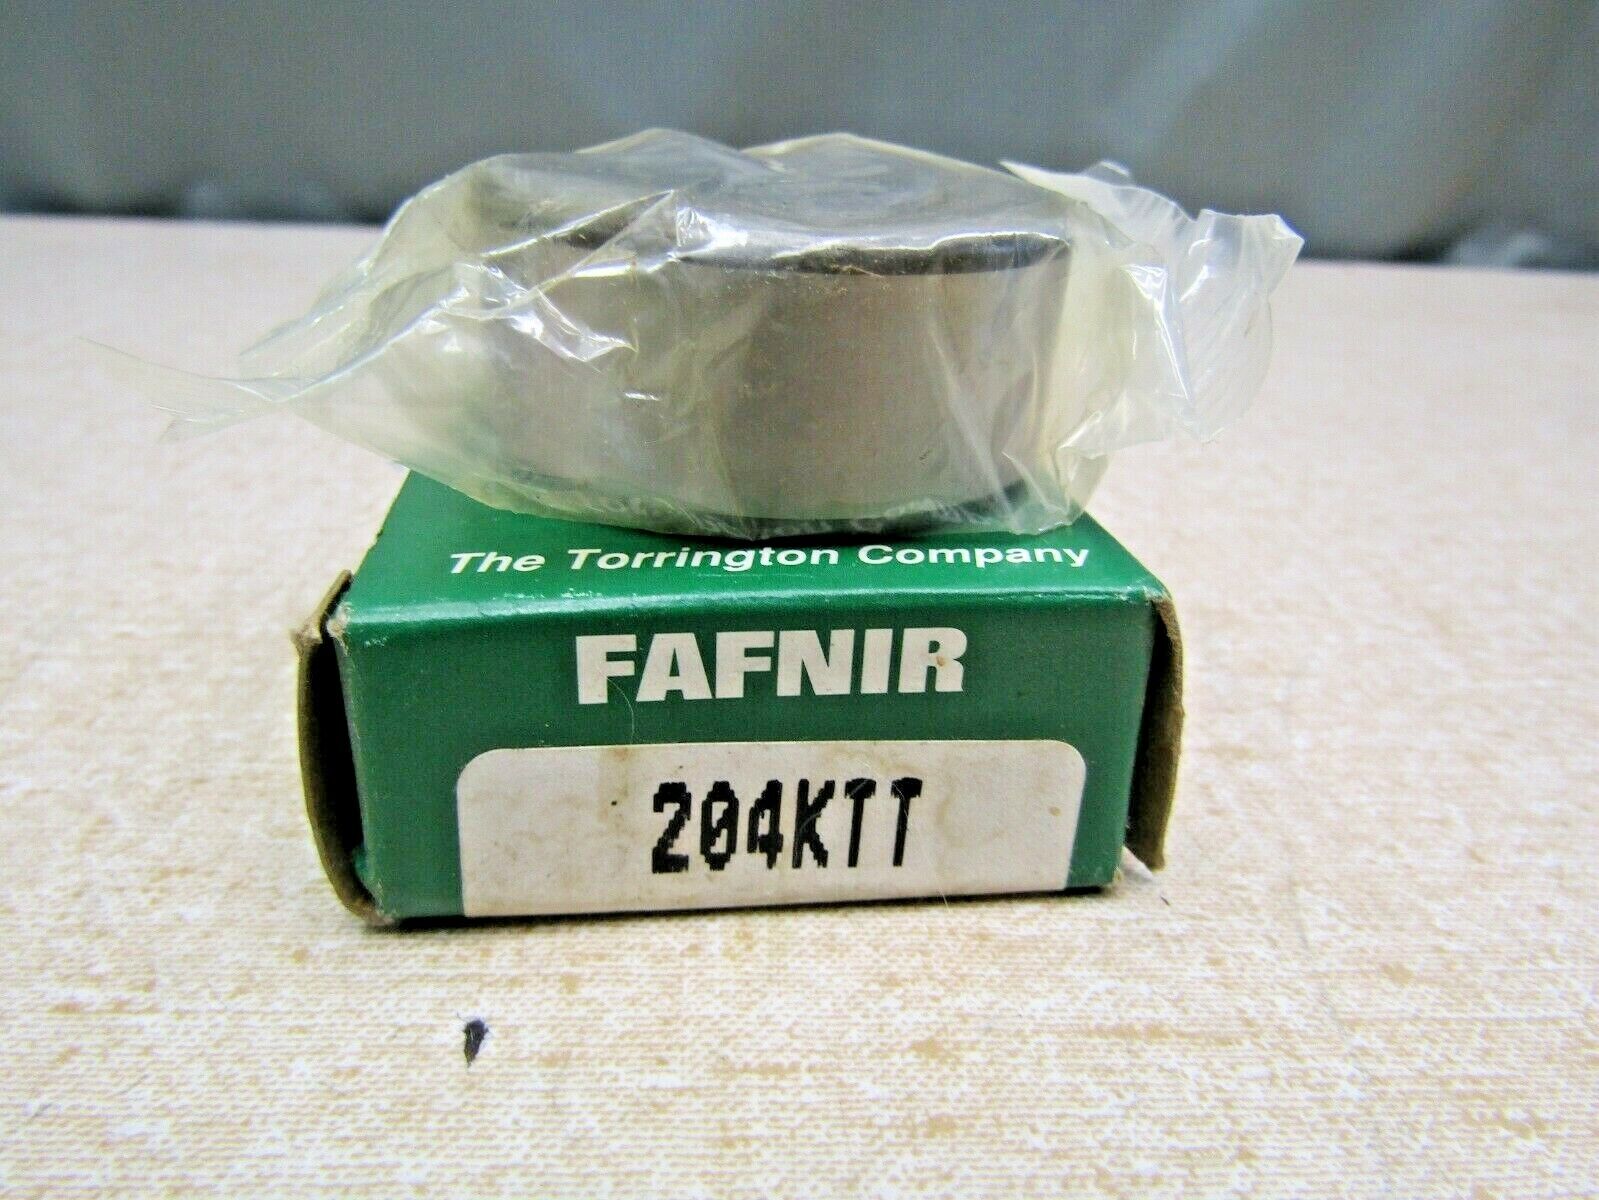 The Torrington Company
FAFNIR
204KTT